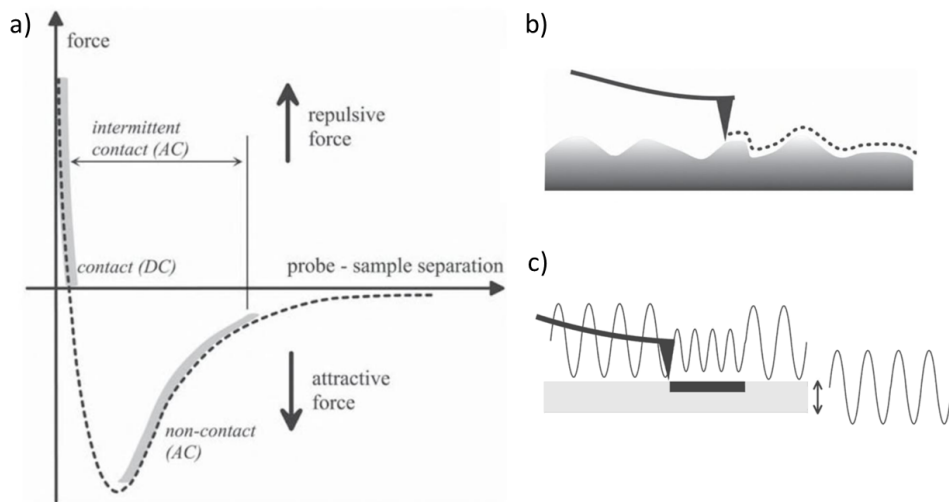 a)
force
repulsive
force
intermittent
contact (AC)
contact (DC)
probe - sample separation
attractive
force
non-contact
(AC)
b)
c)